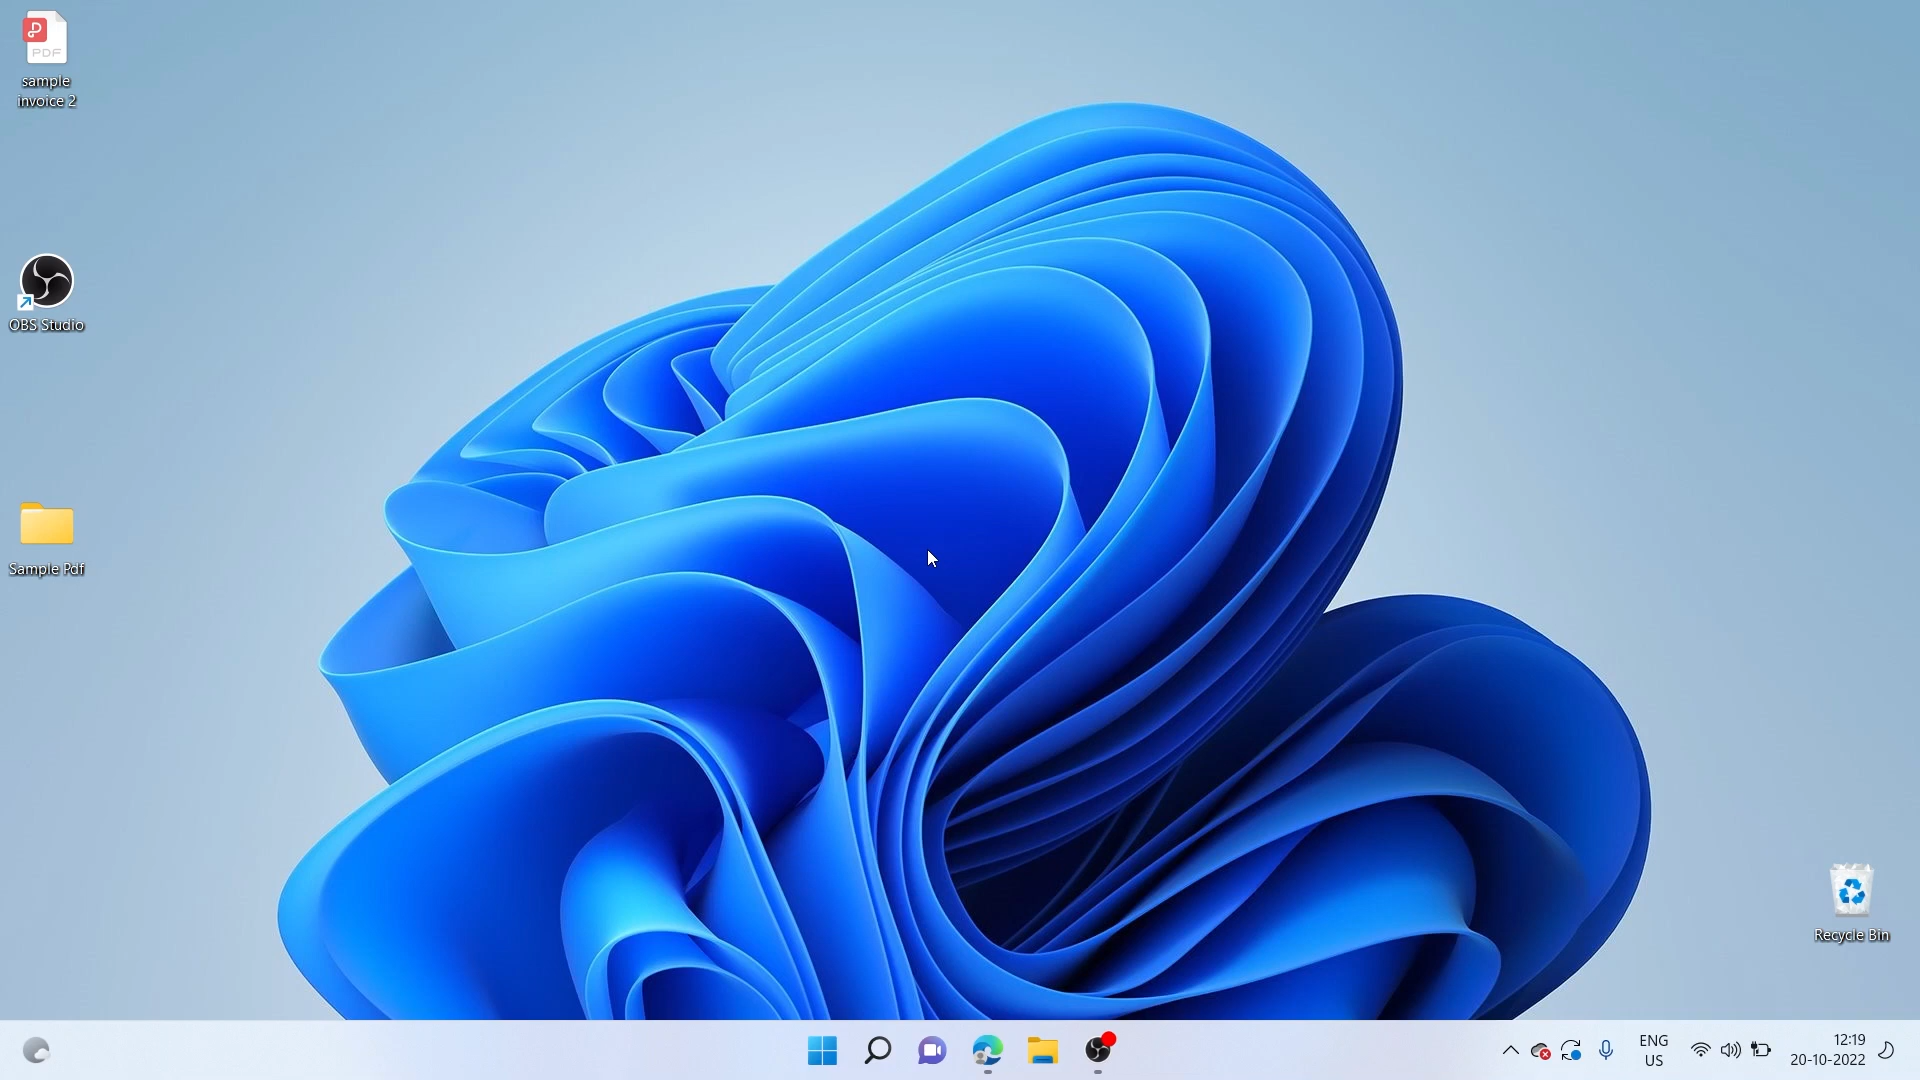 PDF
sample
invoice 2
OBS Studio
Sample Pdf
Recycle Bin
ENG
US
12:19
20-10-2022